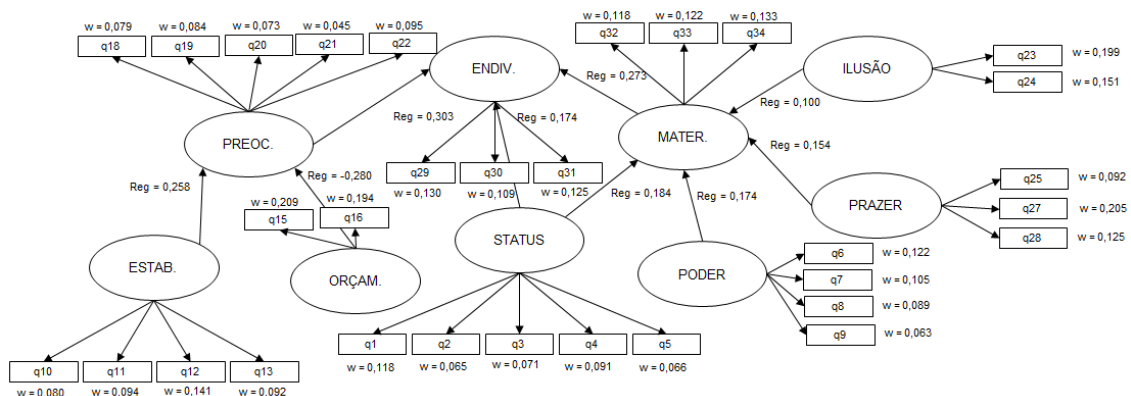 w = 0,079 w = 0,084 w = 0,073 w = 0,045 w = 0,095
q18 q19 q20 q21 q22
w = 0,118 w = 0,122 w = 0,133
q32 q33 q34
ENDIV.
ILUSÃO
q23 w = 0,199
q24 w = 0,151
Reg = 0,273
Reg = 0,100
Reg = 0,303
Reg = 0,174
PREOC.
MATER.
Reg = 0,154
q29 q30 q31
w = 0,130 w = 0,109 w = 0,125
Reg = 0,258
Reg = -0,280
Reg = 0,184
Reg = 0,174
w = 0,209 w = 0,194
q15 q16
PRAZER
q25 w = 0,092
q27 w = 0,205
q28 w = 0,125
ESTAB.
ORÇAM.
STATUS
PODER
q6 w = 0,122
q7 w = 0,105
q8 w = 0,089
q9 w = 0,063
q1 q2 q3 q4 q5
w = 0,118 w = 0,065 w = 0,071 w = 0,091 w = 0,066
q10 q11 q12 q13
w = 0,080 w = 0,094 w = 0,141 w = 0,092